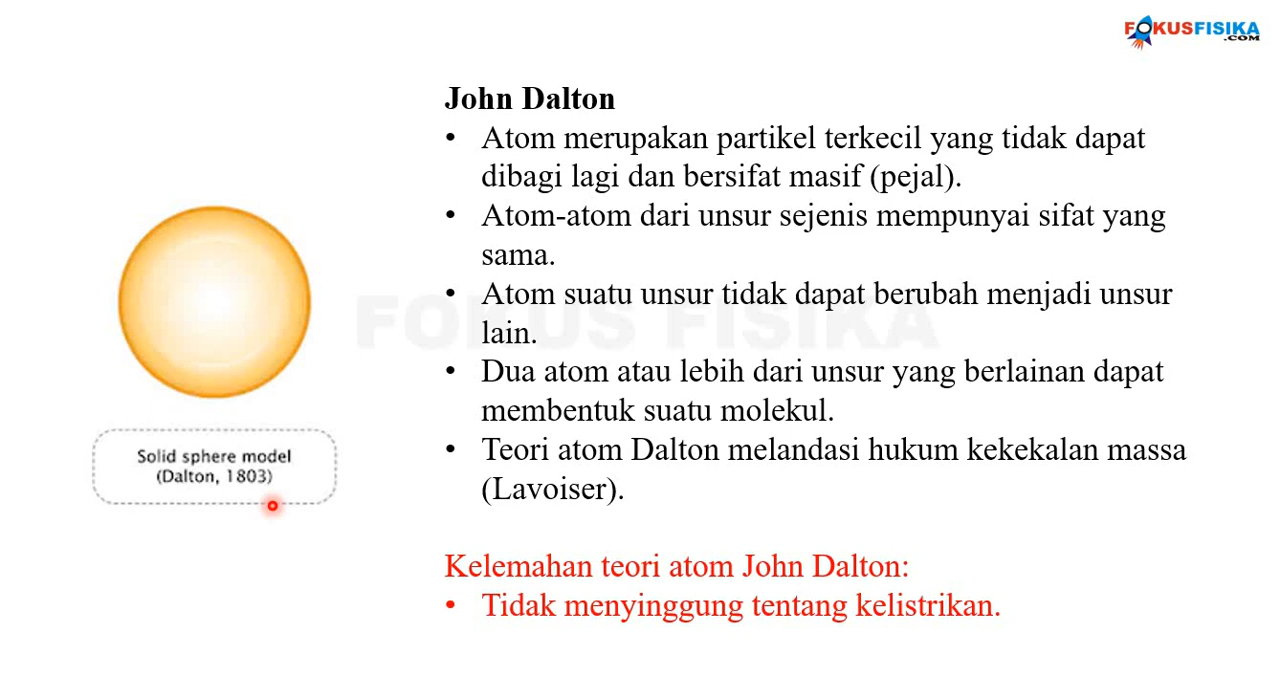 FOKUSFISIKA
.COM
John Dalton
• Atom merupakan partikel terkecil yang tidak dapat
dibagi lagi dan bersifat masif (pejal).
• Atom-atom dari unsur sejenis mempunyai sifat yang
sama.
• Atom suatu unsur tidak dapat berubah menjadi unsur
lain.
FOKUS FISIKA
• Dua atom atau lebih dari unsur yang berlainan dapat
membentuk suatu molekul.
• Teori atom Dalton melandasi hukum kekekalan massa
(Lavoiser).
Solid sphere model
(Dalton, 1803)
Kelemahan teori atom John Dalton:
• Tidak menyinggung tentang kelistrikan.